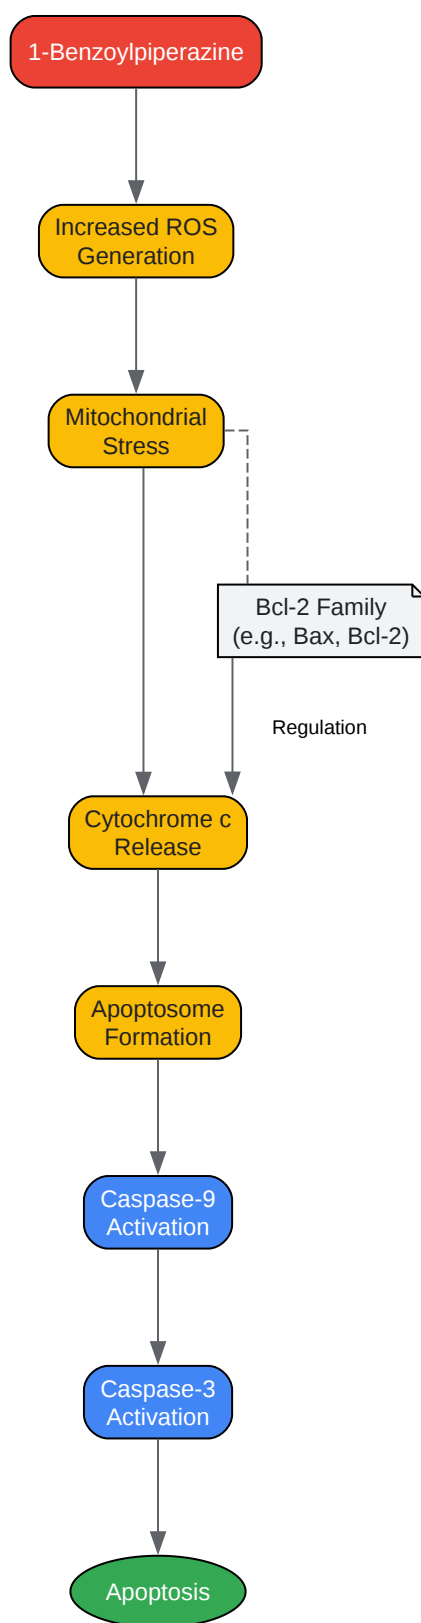 1-Benzoylpiperazine
Increased ROS
Generation
Mitochondrial
Stress
Bcl-2 Family
(e.g., Bax, Bcl-2)
Regulation
Cytochrome c
Release
Apoptosome
Formation
Caspase-9
Activation
Caspase-3
Activation
Apoptosis